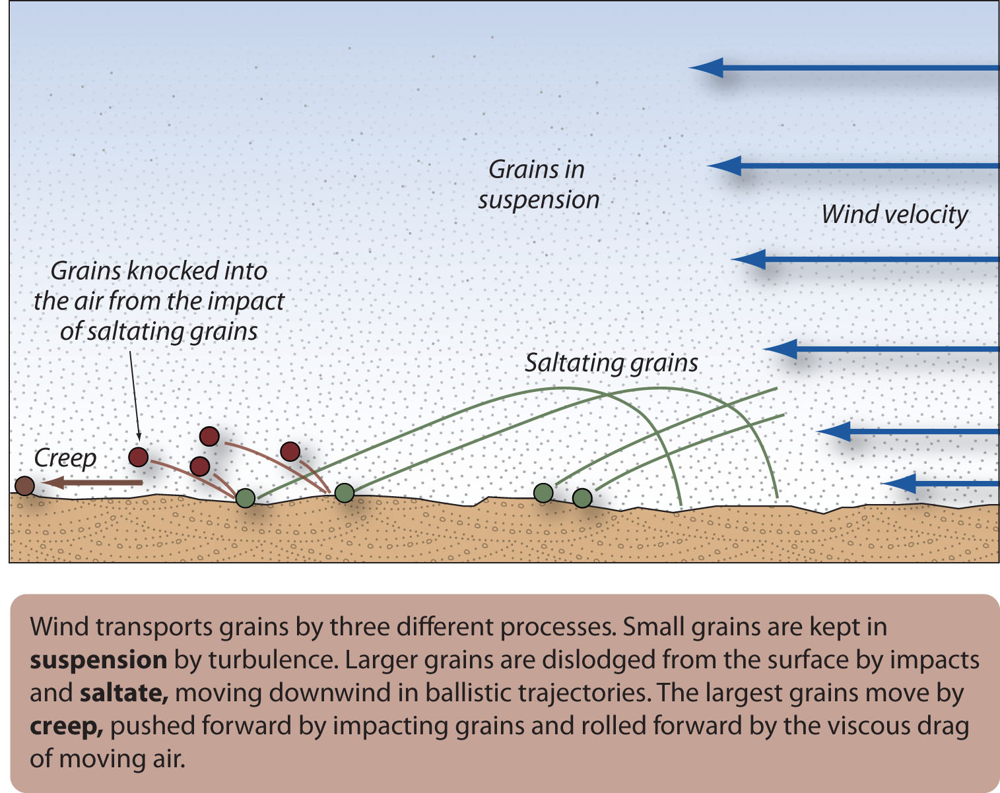 Grains in
suspension
Wind velocity
Grains knocked into
the air from the impact
of saltating grains
Saltating grains
Creep
Wind transports grains by three different processes. Small grains are kept in
suspension by turbulence. Larger grains are dislodged from the surface by impacts
and saltate, moving downwind in ballistic trajectories. The largest grains move by
creep, pushed forward by impacting grains and rolled forward by the viscous drag
of moving air.